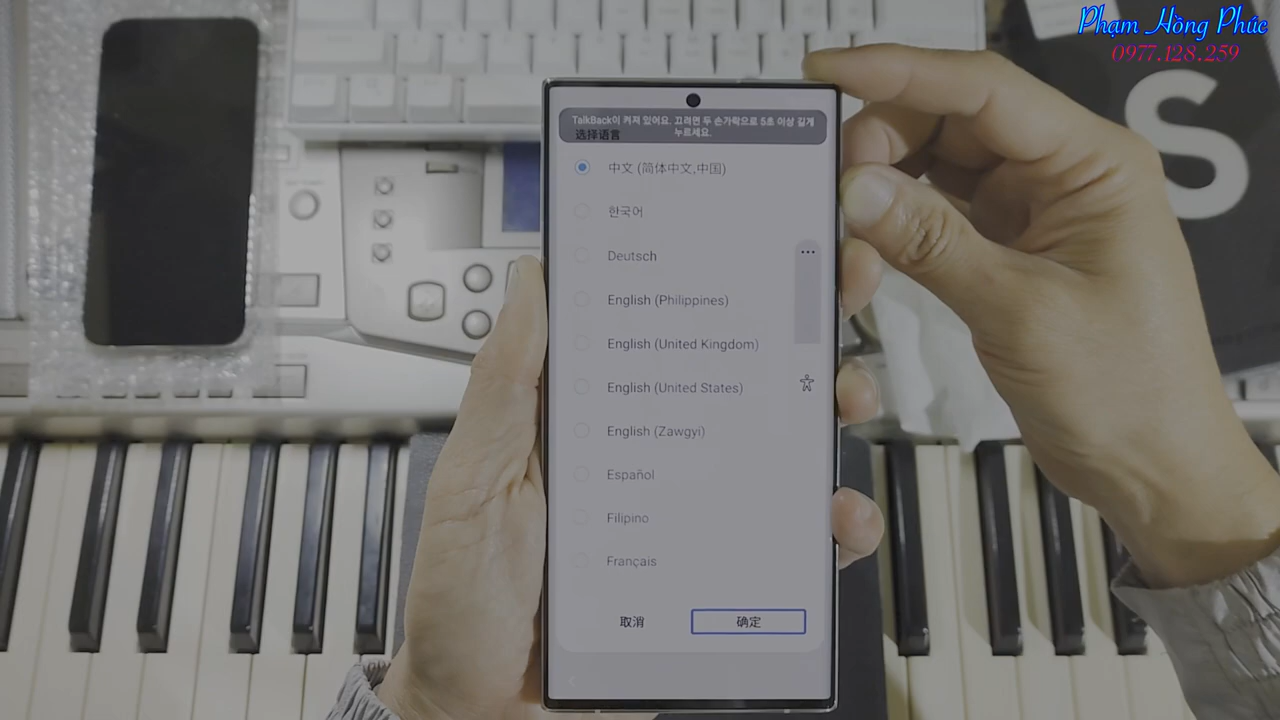 Phạm Hồng Phúc
0977.128.259
S
TalkBack이 켜져 있어요. 끄려면 두 손가락으로 5초 이상 길게
누르세요.
选择语言
中文 (简体中文,中国)
한국어
Deutsch
English (Philippines)
English (United Kingdom)
English (United States)
English (Zawgyi)
Español
Filipino
Français
取消
确定